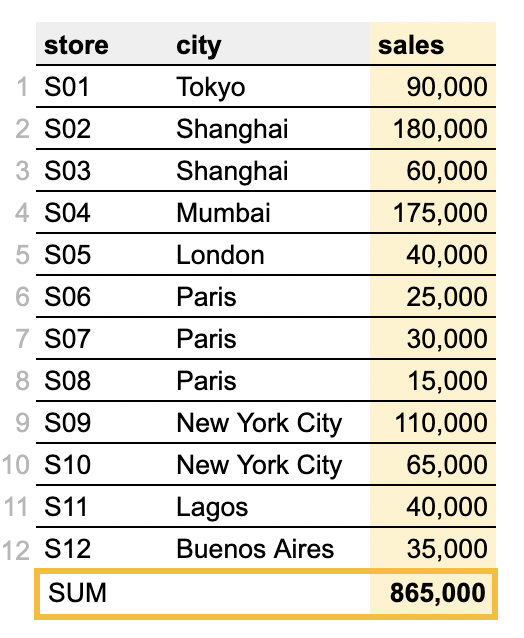 store city sales
1 S01 Tokyo 90,000
2 S02 Shanghai 180,000
3 S03 Shanghai 60,000
4 S04 Mumbai 175,000
5 S05 London 40,000
6 S06 Paris 25,000
7 S07 Paris 30,000
8 S08 Paris 15,000
9 S09 New York City 110,000
10 S10 New York City 65,000
11 S11 Lagos 40,000
12 S12 Buenos Aires 35,000
SUM 865,000